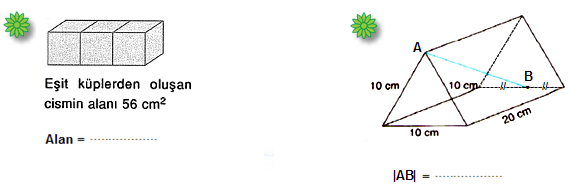 Eşit küplerden oluşan
cismin alanı 56 cm²
Alan = ..................
A
10 cm
10 cm
B
10 cm
20 cm
|AB| = ..................